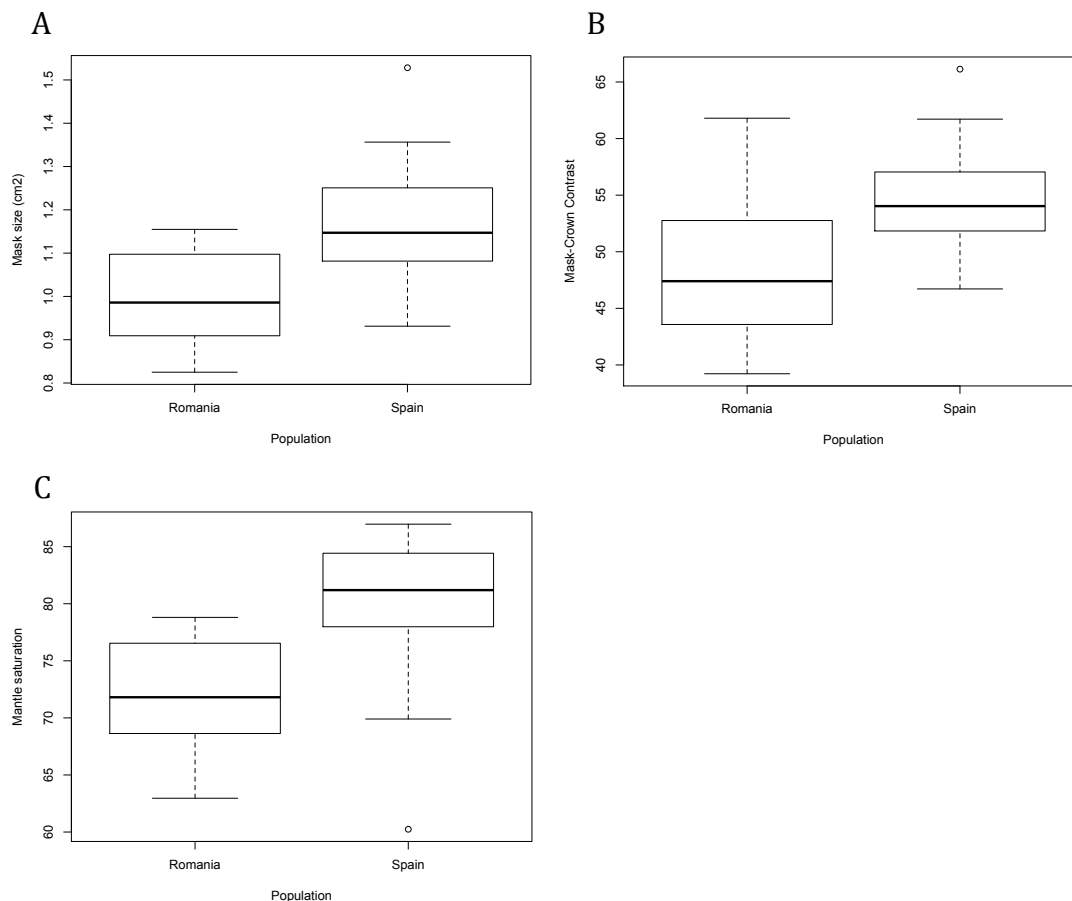 A
Mask size (cm2)
1.5
1.4
1.3
1.2
1.1
1.0
0.9
0.8
Romania
Spain
Population
B
Mask-Crown Contrast
65
60
55
50
45
40
Romania
Spain
Population
C
Mantle saturation
85
80
75
70
65
60
Romania
Spain
Population